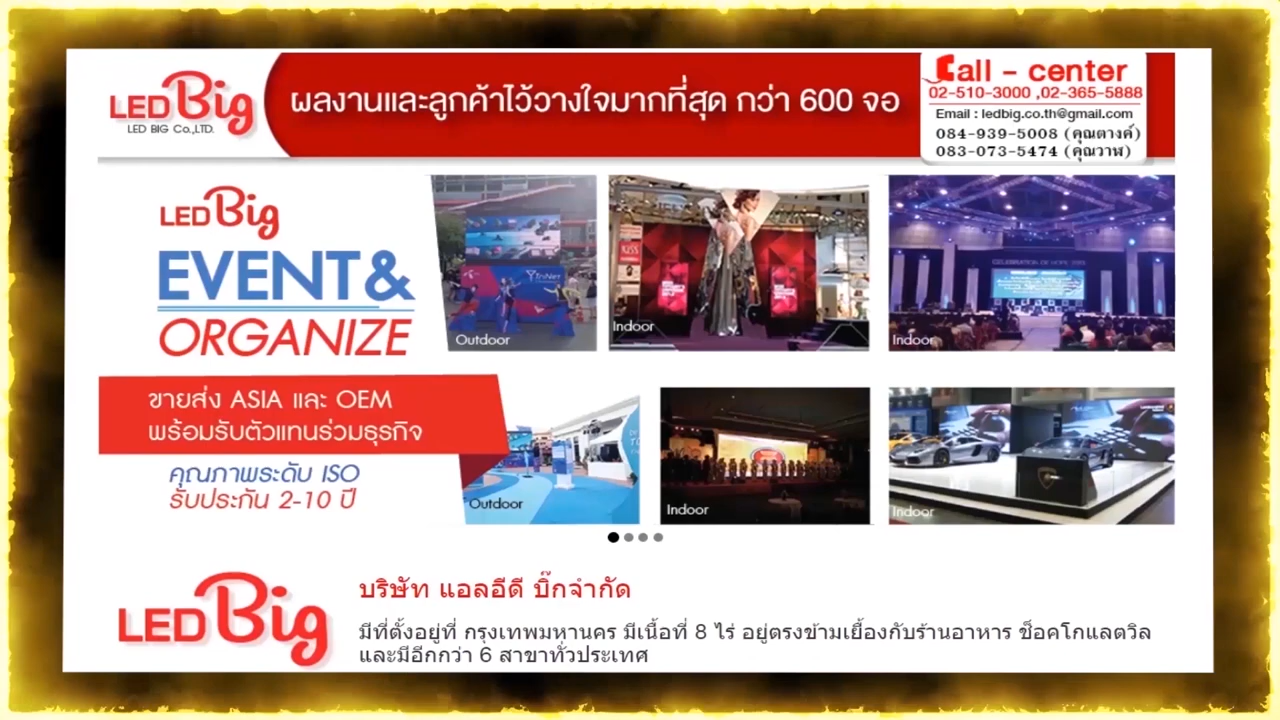 LED Big
LED BIG Co.,LTD.
ผลงานและลูกค้าไว้วางใจมากที่สุด กว่า 600 จอ
Call - center
02-510-3000 ,02-365-5888
Email : ledbig.co.th@gmail.com
084-939-5008 (คุณตางค์)
083-073-5474 (คุณวาฬ)
LED Big
EVENT&
ORGANIZE
TriNet
Outdoor
KISS
Indoor
CELEBRATION OF HOPE
Indoor
ขายส่ง ASIA และ OEM
พร้อมรับตัวแทนร่วมธุรกิจ
คุณภาพระดับ ISO
รับประกัน 2-10 ปี
Outdoor
Indoor
Indoor
LED Big
บริษัท แอลอีดี บิ๊กจำกัด
มีที่ตั้งอยู่ที่ กรุงเทพมหานคร มีเนื้อที่ 8 ไร่ อยู่ตรงข้ามเยื้องกับร้านอาหาร ช็อคโกแลตวิล
และมีอีกกว่า 6 สาขาทั่วประเทศ